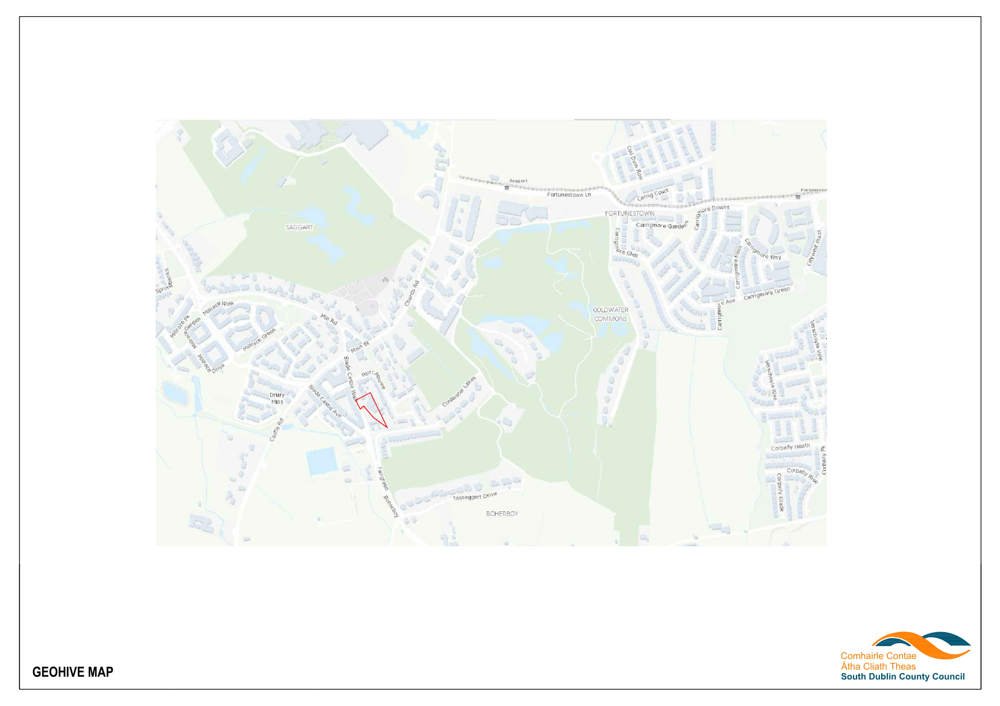 Cuil Duin Row
Saggart
Fortunestown Ln
Carrig Court
FORTUNESTOWN
Carrigmore Downs
Carrigmore Gardens
SAGGART
Carrigmore Glen
Carrigmore Elms
Carrigmore Way
Citywest Plaza
Springbanks
Church Rd
Carrigmore Green
Carrigmore Ave
Millrace Walk
Millrace Pk
Millrace Garden
Mill Rd
COLDWATER
COMMONS
Verschoyle Vale
Millrace Green
Main St
Millrace Drive
Slade Castle Walk
Pairc Mhuire
Verschoyle Rise
Coldwater Lakes
Slade Castle Ave
Drury
Mills
Castle Rd
Corbally Heath
Corbally Pk
Corbally Rise
Corbally Glade
Fairgreen
Boherboy
Tassaggart Drive
BOHERBOY
GEOHIVE MAP
Comhairle Contae
Átha Cliath Theas
South Dublin County Council